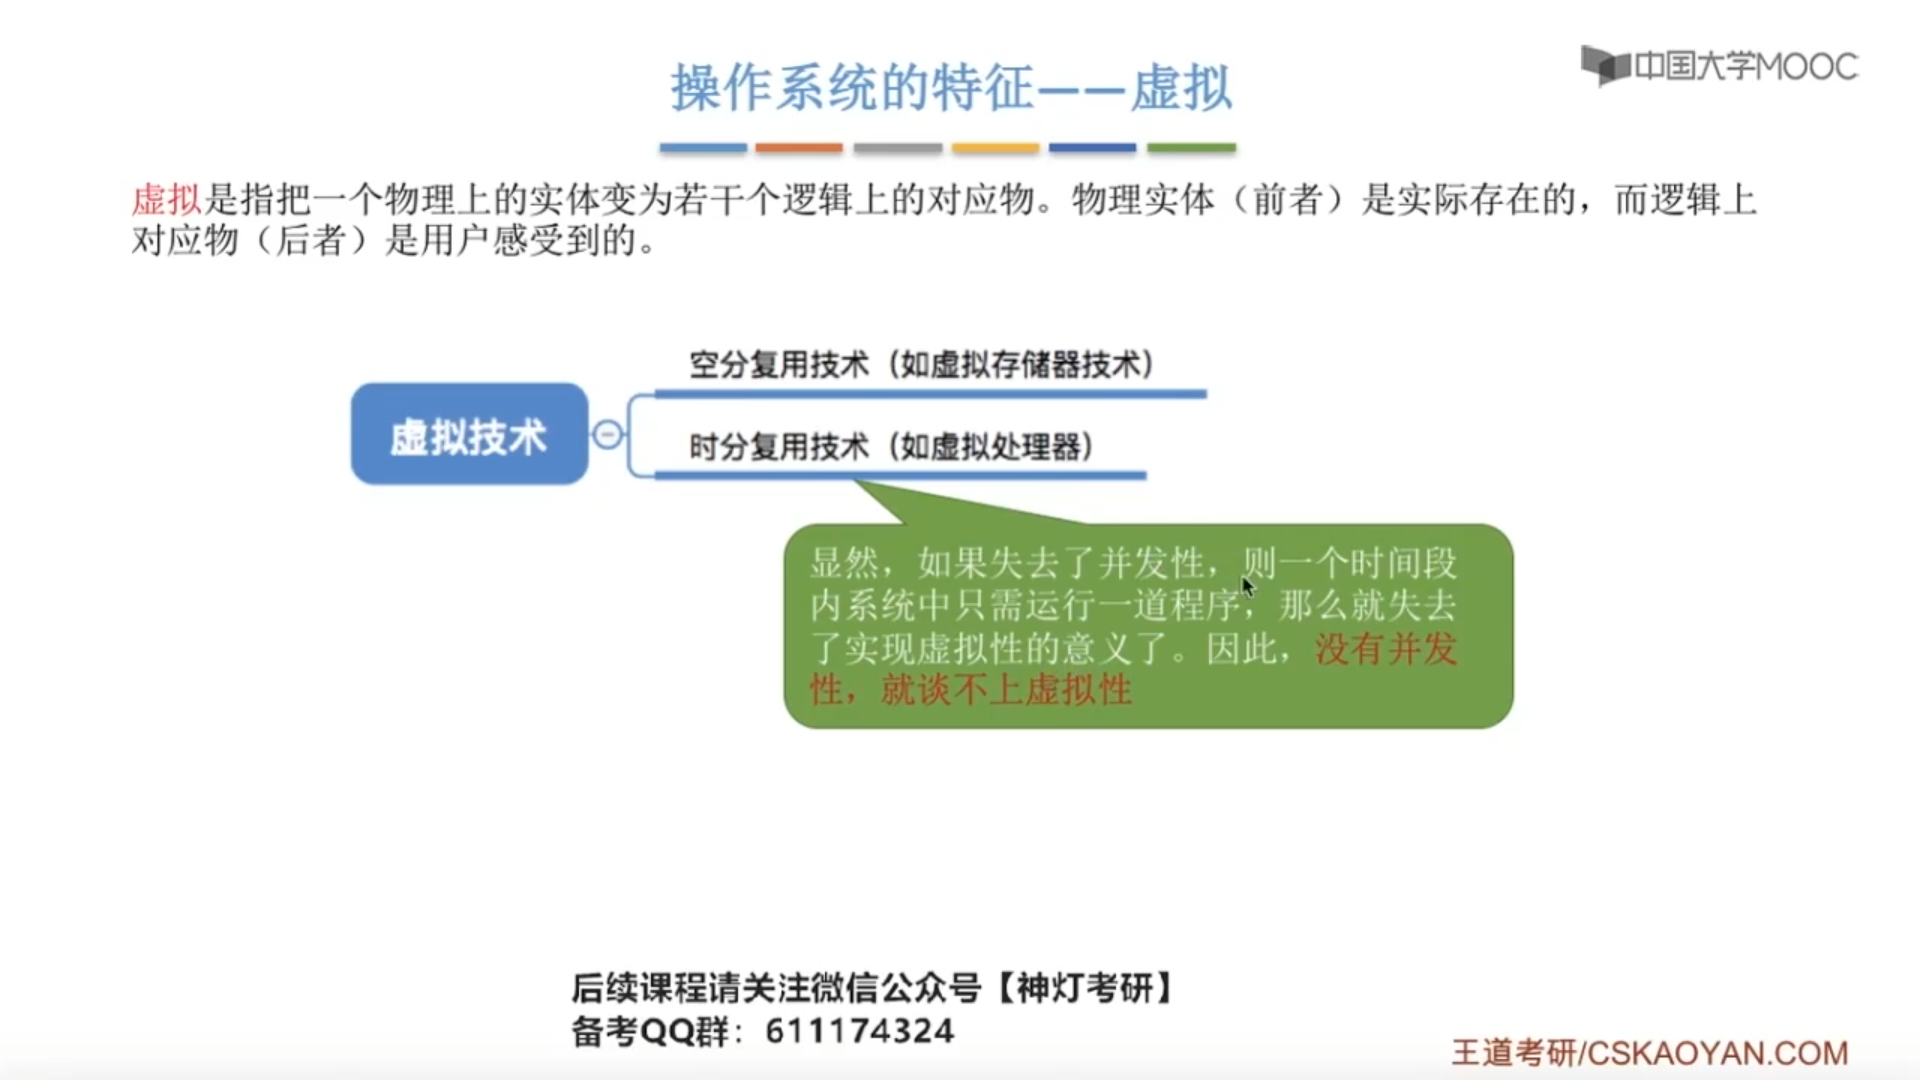 中国大学MOOC
操作系统的特征——虚拟
虚拟是指把一个物理上的实体变为若干个逻辑上的对应物。物理实体（前者）是实际存在的，而逻辑上
对应物（后者）是用户感受到的。
空分复用技术（如虚拟存储器技术）
虚拟技术
时分复用技术（如虚拟处理器）
显然，如果失去了并发性，则一个时间段
内系统中只需运行一道程序，那么就失去
了实现虚拟性的意义了。因此，没有并发
性，就谈不上虚拟性
后续课程请关注微信公众号【神灯考研】
备考QQ群：611174324
王道考研/CSKAOYAN.COM